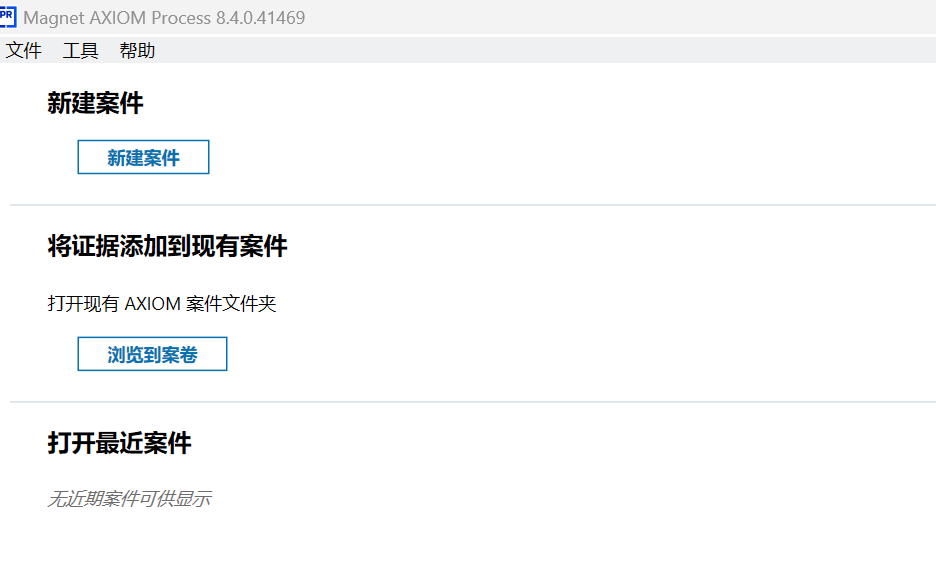 PR Magnet AXIOM Process 8.4.0.41469
文件 工具 帮助
新建案件
新建案件
将证据添加到现有案件
打开现有 AXIOM 案件文件夹
浏览到案卷
打开最近案件
无近期案件可供显示